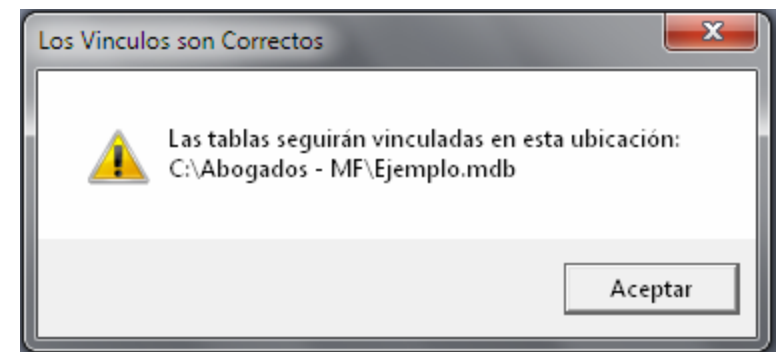 Los Vinculos son Correctos
Las tablas seguirán vinculadas en esta ubicación:
C:\Abogados - MF\Ejemplo.mdb
Aceptar